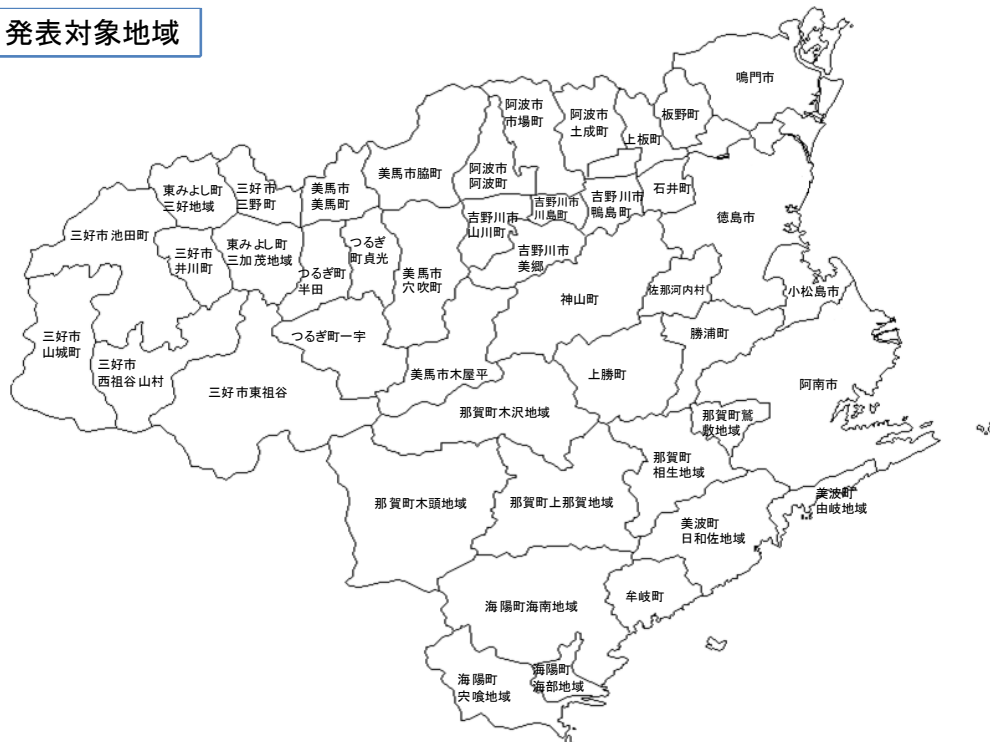 発表対象地域
鳴門市
板野町
阿波市
市場町
阿波市
土成町
上板町
美馬市脇町
阿波市
阿波町
石井町
徳島市
東みよし町
三好地域
三好市
三野町
美馬市
美馬町
吉野川市
川島町
吉野川市
鴨島町
吉野川市
山川町
吉野川市
美郷
三好市池田町
三好市
井川町
東みよし町
三加茂地域
つるぎ町
半田
つるぎ
町貞光
美馬市
穴吹町
神山町
佐那河内村
小松島市
三好市
山城町
三好市
西祖谷山村
つるぎ町一宇
勝浦町
三好市東祖谷
美馬市木屋平
上勝町
阿南市
那賀町木沢地域
那賀町鷲
敷地域
那賀町
相生地域
那賀町木頭地域
那賀町上那賀地域
美波町
由岐地域
美波町
日和佐地域
牟岐町
海陽町海南地域
海陽町
海部地域
海陽町
宍喰地域